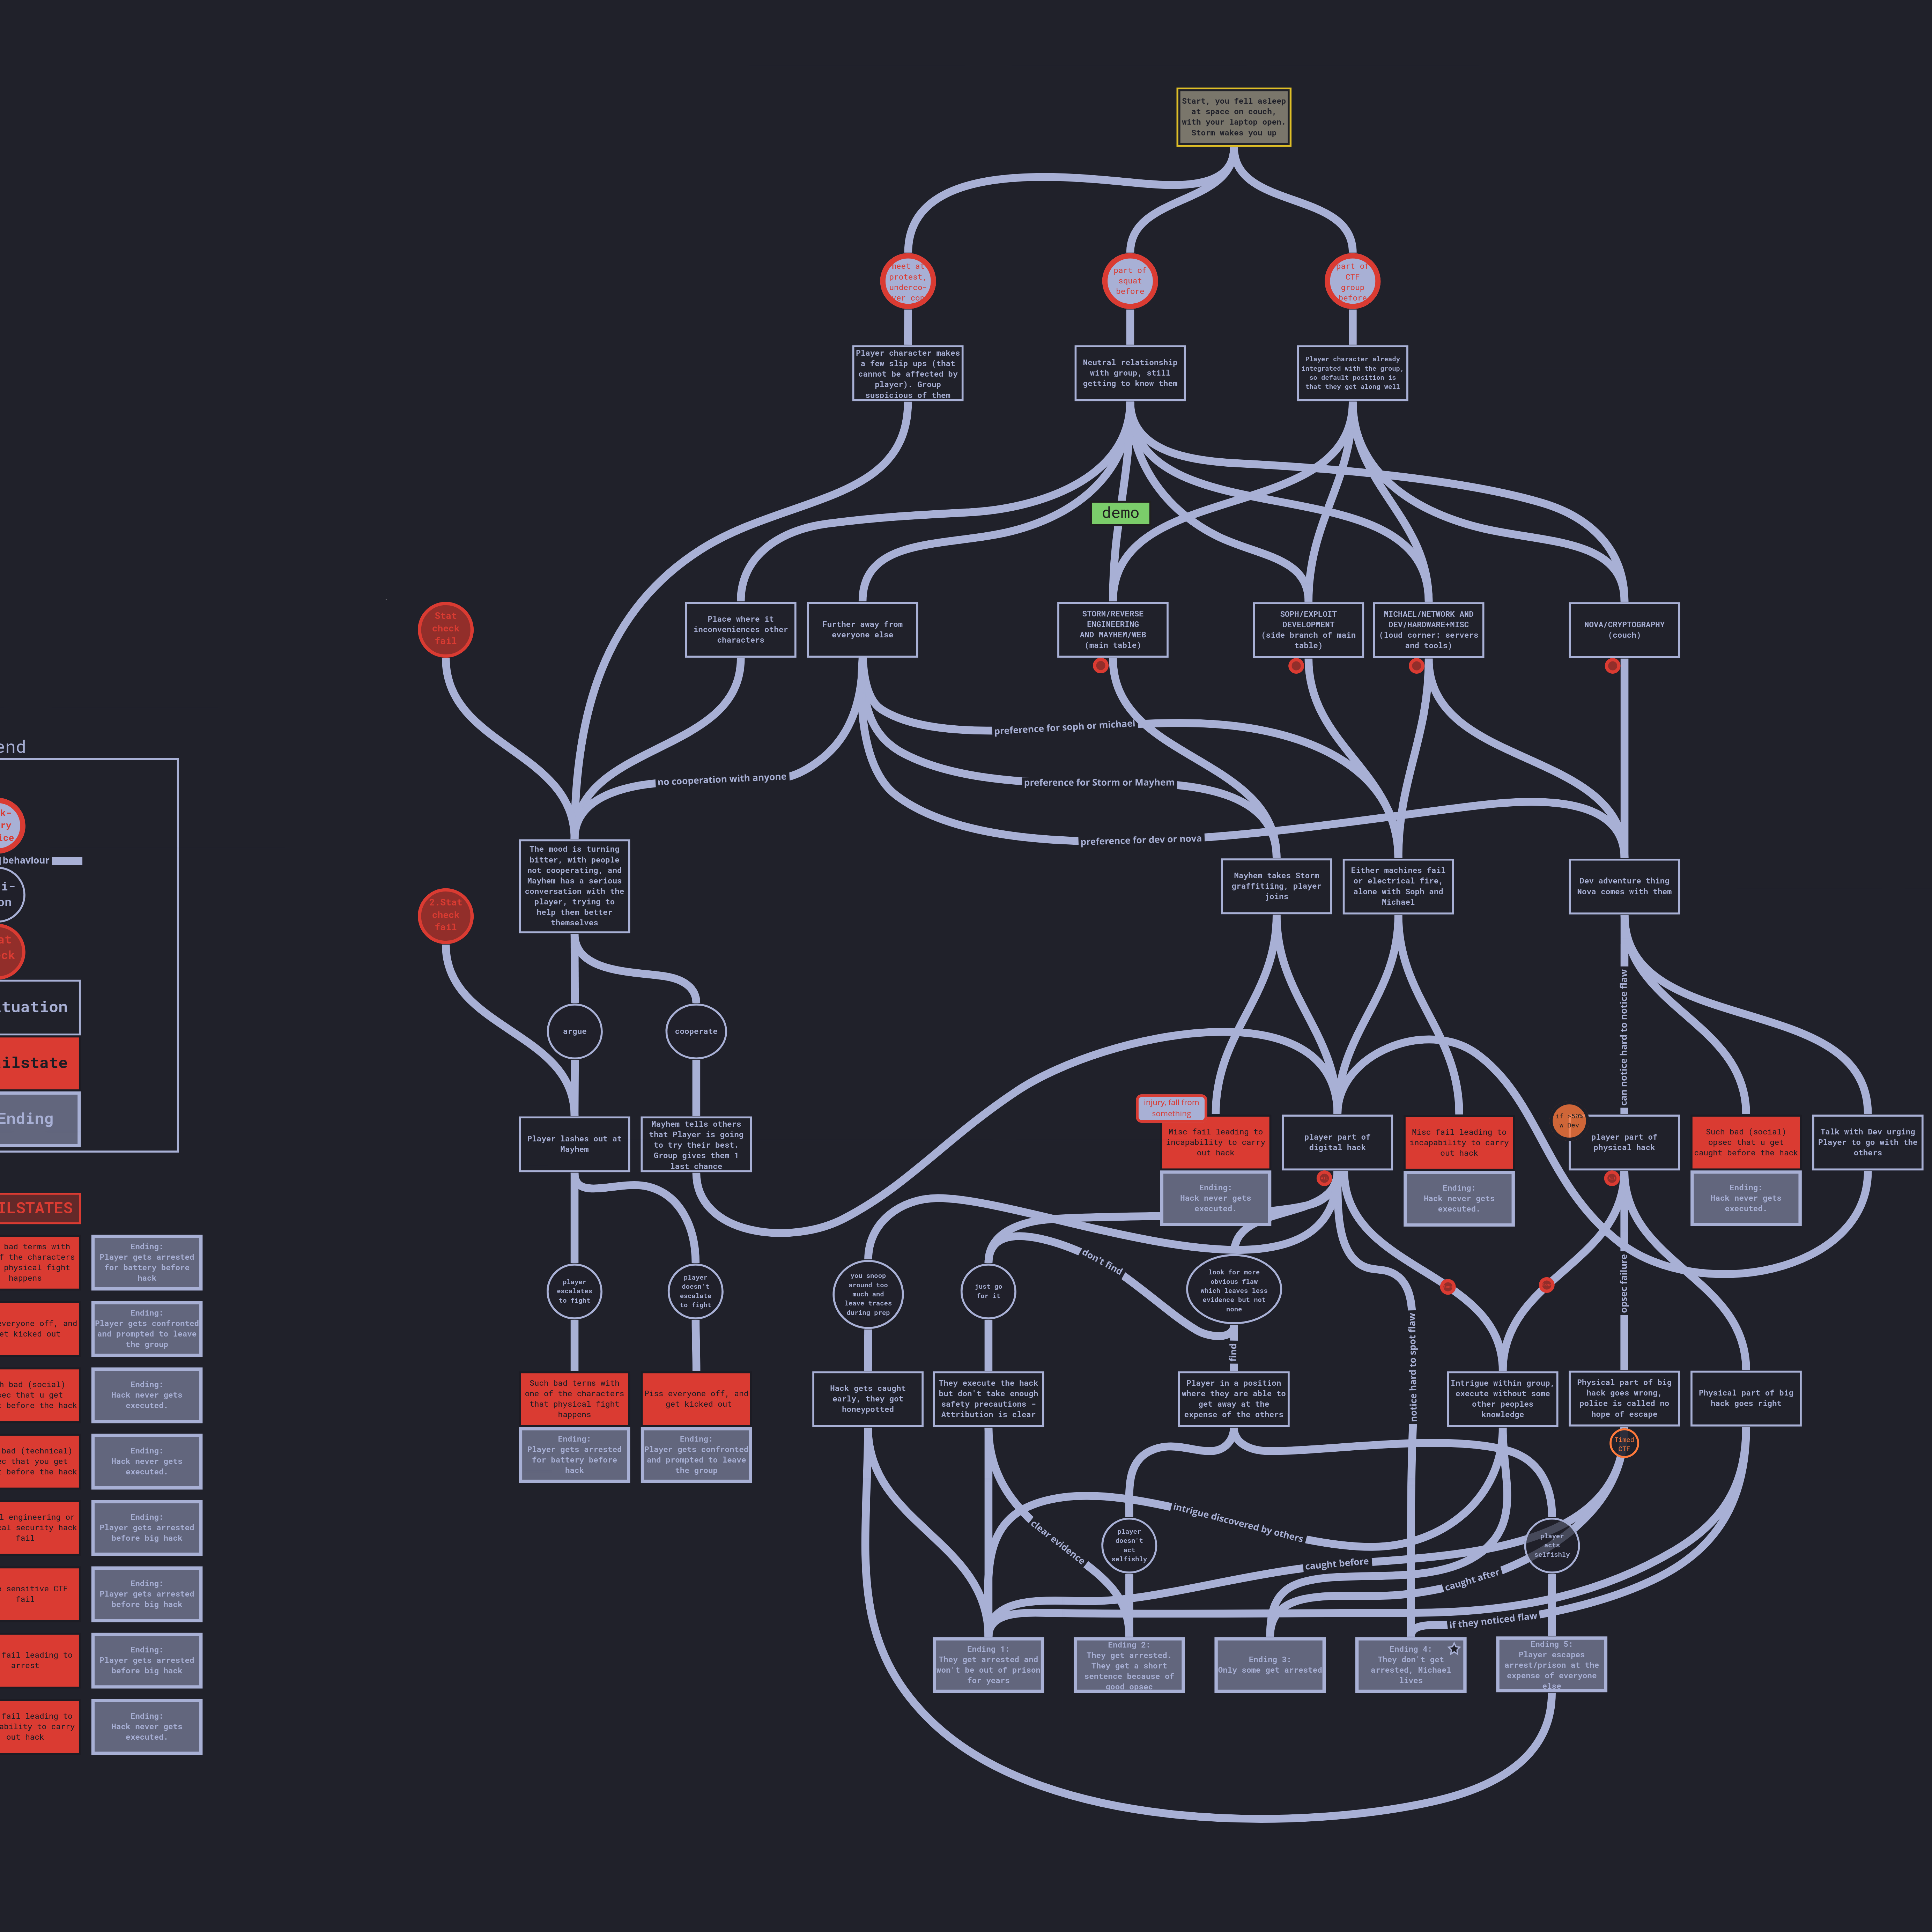 Start, you fell asleep
at space on couch,
with your laptop open.
Storm wakes you up
meet at
protest,
underco-
ver cop
part of
squat
before
part of
CTF
group
before
Player character makes
a few slip ups (that
cannot be affected by
player). Group
suspicious of them
Neutral relationship
with group, still
getting to know them
Player character already
integrated with the group,
so default position is
that they get along well
demo
Stat
check
fail
Place where it
inconveniences other
characters
Further away from
everyone else
STORM/REVERSE
ENGINEERING
AND MAYHEM/WEB
(main table)
SOPH/EXPLOIT
DEVELOPMENT
(side branch of main
table)
MICHAEL/NETWORK AND
DEV/HARDWARE+MISC
(loud corner: servers
and tools)
NOVA/CRYPTOGRAPHY
(couch)
preference for soph or michael
no cooperation with anyone
preference for Storm or Mayhem
preference for dev or nova
end
k-
ry
ice
behaviour
i-
on
at
ck
tuation
ilstate
Ending
The mood is turning
bitter, with people
not cooperating, and
Mayhem has a serious
conversation with the
player, trying to
help them better
themselves
Mayhem takes Storm
graffitiing, player
joins
Either machines fail
or electrical fire,
alone with Soph and
Michael
Dev adventure thing
Nova comes with them
2.Stat
check
fail
argue
cooperate
can notice hard to notice flaw
Player lashes out at
Mayhem
Mayhem tells others
that Player is going
to try their best.
Group gives them 1
last chance
injury, fall from
something
Misc fail leading to
incapability to carry
out hack
Ending:
Hack never gets
executed.
player part of
digital hack
Misc fail leading to
incapability to carry
out hack
Ending:
Hack never gets
executed.
if >50%
w Dev
player part of
physical hack
Such bad (social)
opsec that u get
caught before the hack
Ending:
Hack never gets
executed.
Talk with Dev urging
Player to go with the
others
ILSTATES
bad terms with
f the characters
physical fight
happens
Ending:
Player gets arrested
for battery before
hack
everyone off, and
et kicked out
Ending:
Player gets confronted
and prompted to leave
the group
h bad (social)
sec that u get
t before the hack
Ending:
Hack never gets
executed.
bad (technical)
ec that you get
t before the hack
Ending:
Hack never gets
executed.
l engineering or
cal security hack
fail
Ending:
Player gets arrested
before big hack
e sensitive CTF
fail
Ending:
Player gets arrested
before big hack
fail leading to
arrest
Ending:
Player gets arrested
before big hack
fail leading to
ability to carry
out hack
Ending:
Hack never gets
executed.
player
escalates
to fight
player
doesn't
escalate
to fight
you snoop
around too
much and
leave traces
during prep
just go
for it
don't find
look for more
obvious flaw
which leaves less
evidence but not
none
find
notice hard to spot flaw
opsec failure
Such bad terms with
one of the characters
that physical fight
happens
Ending:
Player gets arrested
for battery before
hack
Piss everyone off, and
get kicked out
Ending:
Player gets confronted
and prompted to leave
the group
Hack gets caught
early, they got
honeypotted
They execute the hack
but don't take enough
safety precautions -
Attribution is clear
Player in a position
where they are able to
get away at the
expense of the others
Intrigue within group,
execute without some
other peoples
knowledge
Physical part of big
hack goes wrong,
police is called no
hope of escape
Timed
CTF
Physical part of big
hack goes right
intrigue discovered by others
clear evidence
player
doesn't
act
selfishly
player
acts
selfishly
caught before
caught after
if they noticed flaw
Ending 1:
They get arrested and
won't be out of prison
for years
Ending 2:
They get arrested.
They get a short
sentence because of
good opsec
Ending 3:
Only some get arrested
Ending 4:
They don't get
arrested, Michael
lives
Ending 5:
Player escapes
arrest/prison at the
expense of everyone
else